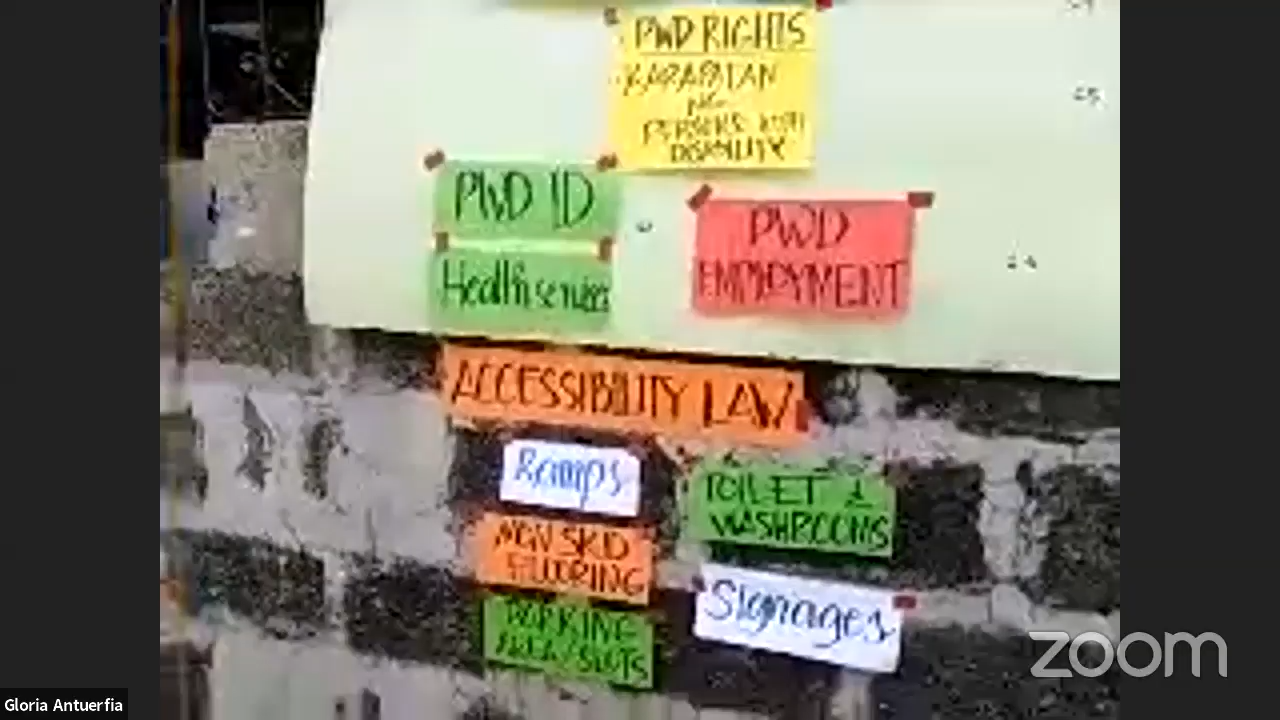 PWD RIGHTS
KARAPATAN
NG
PERSONS WITH
DISABILITY
PWD ID
Health services
PWD
EMPLOYMENT
ACCESSIBILITY LAW
Ramps
TOILET &
WASHROOMS
NON SKID
FLOORING
Signages
PARKING
AREA/SLOTS
zoom
Gloria Antuerfia